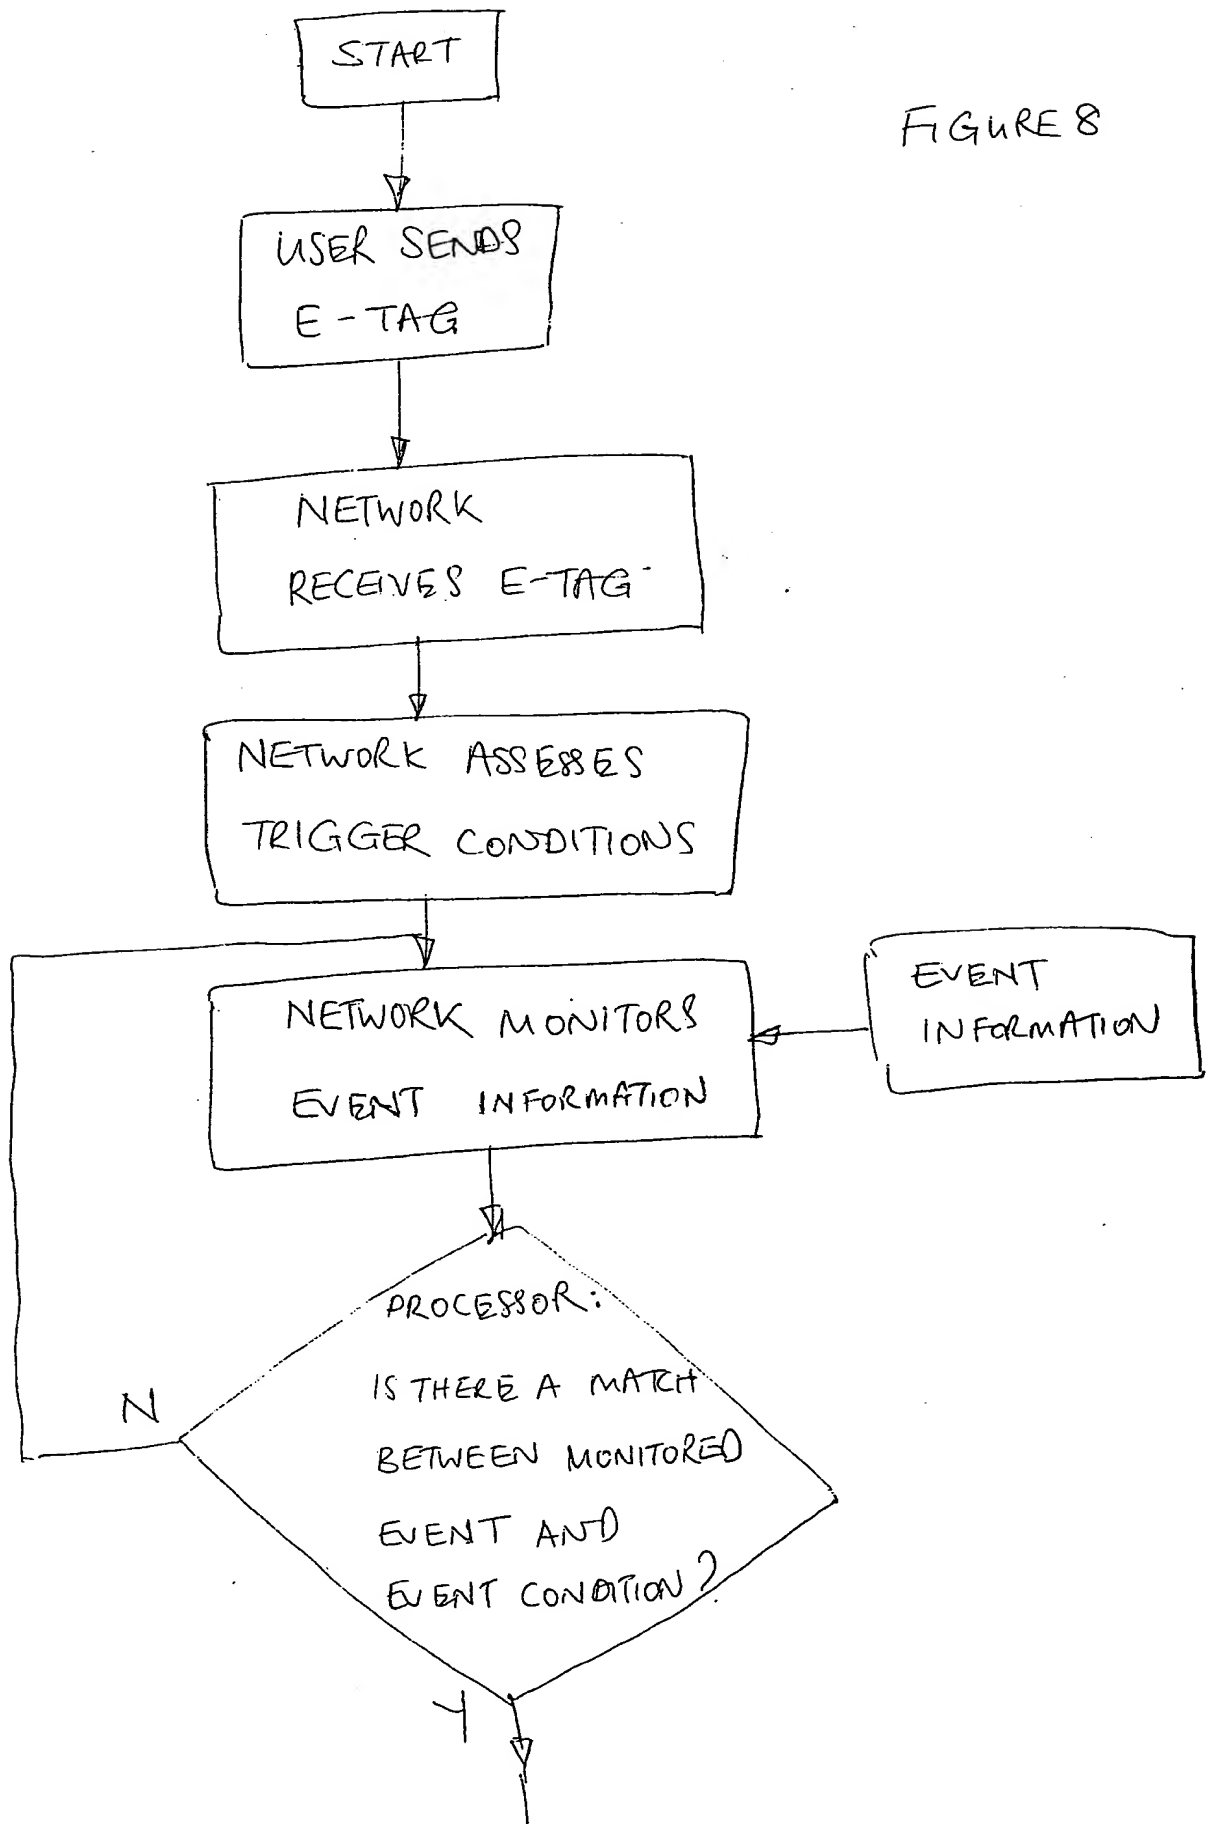 START
FIGURE 8
USER SENDS
E-TAG
NETWORK
RECEIVES E-TAG
NETWORK ASSESSES
TRIGGER CONDITIONS
NETWORK MONITORS
EVENT INFORMATION
EVENT
INFORMATION
PROCESSOR:
IS THERE A MATCH
BETWEEN MONITORED
EVENT AND
EVENT CONDITION?
N
Y